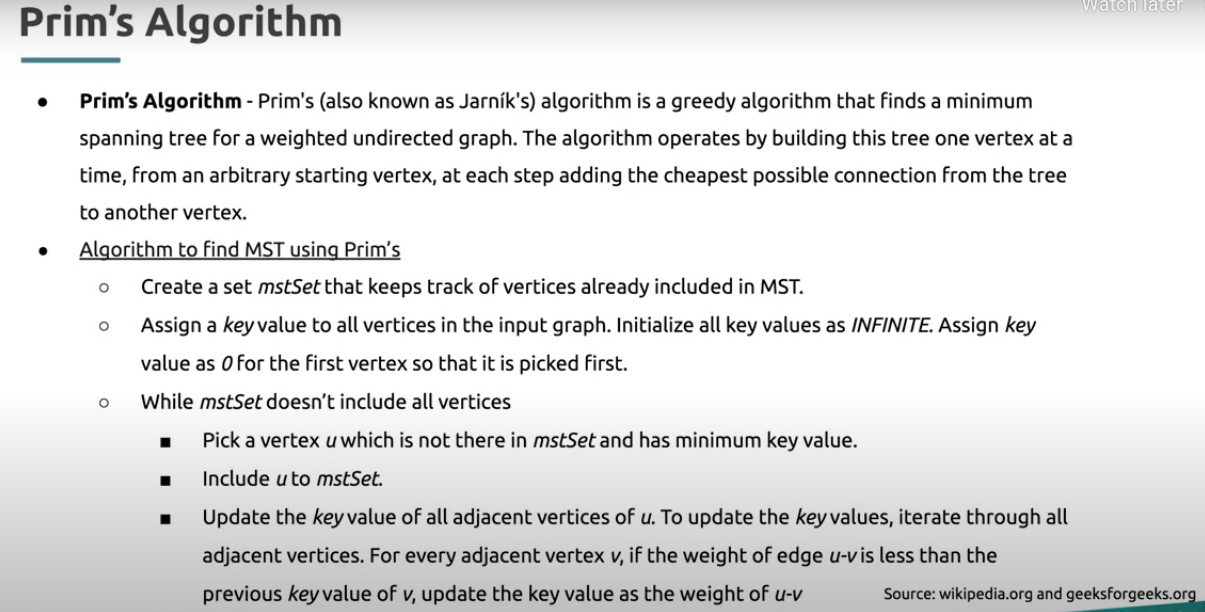 Watch later
Prim's Algorithm
● Prim's Algorithm - Prim's (also known as Jarník's) algorithm is a greedy algorithm that finds a minimum
spanning tree for a weighted undirected graph. The algorithm operates by building this tree one vertex at a
time, from an arbitrary starting vertex, at each step adding the cheapest possible connection from the tree
to another vertex.
● Algorithm to find MST using Prim's
○ Create a set mstSet that keeps track of vertices already included in MST.
○ Assign a key value to all vertices in the input graph. Initialize all key values as INFINITE. Assign key
value as 0 for the first vertex so that it is picked first.
○ While mstSet doesn't include all vertices
■ Pick a vertex u which is not there in mstSet and has minimum key value.
■ Include u to mstSet.
■ Update the key value of all adjacent vertices of u. To update the key values, iterate through all
adjacent vertices. For every adjacent vertex v, if the weight of edge u-v is less than the
previous key value of v, update the key value as the weight of u-v
Source: wikipedia.org and geeksforgeeks.org